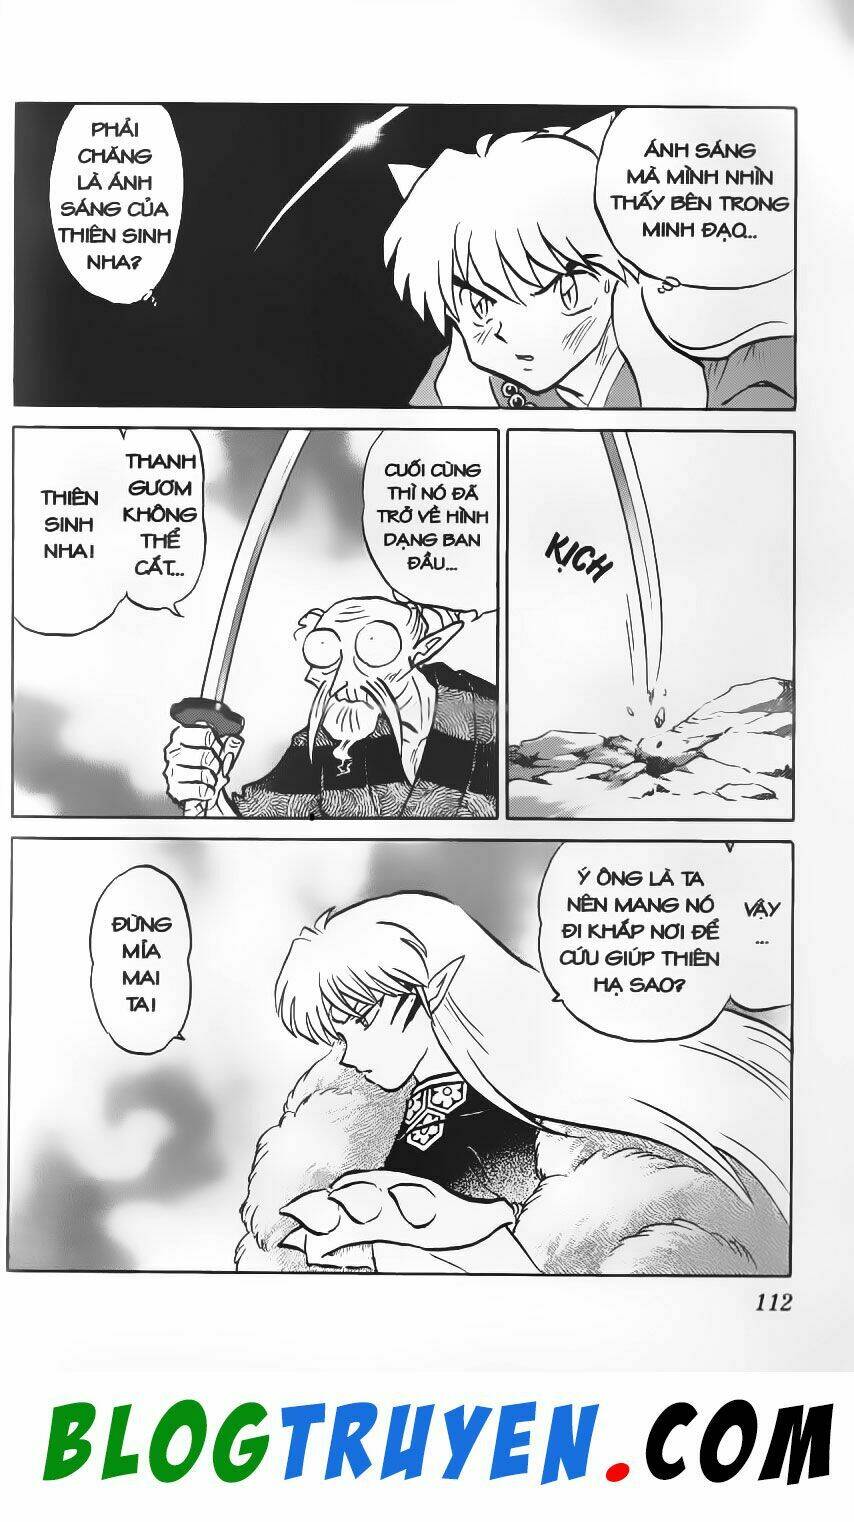 ÁNH SÁNG
MÀ MÌNH NHÌN
THẤY BÊN TRONG
MINH ĐẠO...
PHẢI
CHĂNG
LÀ ÁNH
SÁNG CỦA
THIÊN SINH
NHA?
KỊCH
CUỐI CÙNG
THÌ NÓ ĐÃ
TRỞ VỀ HÌNH
DẠNG BAN
ĐẦU...
THANH
GƯƠM
KHÔNG
THỂ
CẮT...
THIÊN
SINH
NHA!
VẬY
...
Ý ÔNG LÀ TA
NÊN MANG NÓ
ĐI KHẮP NƠI ĐỂ
CỨU GIÚP THIÊN
HẠ SAO?
ĐỪNG
MỈA
MAI
TA!
112
BLOGTRUYEN.COM